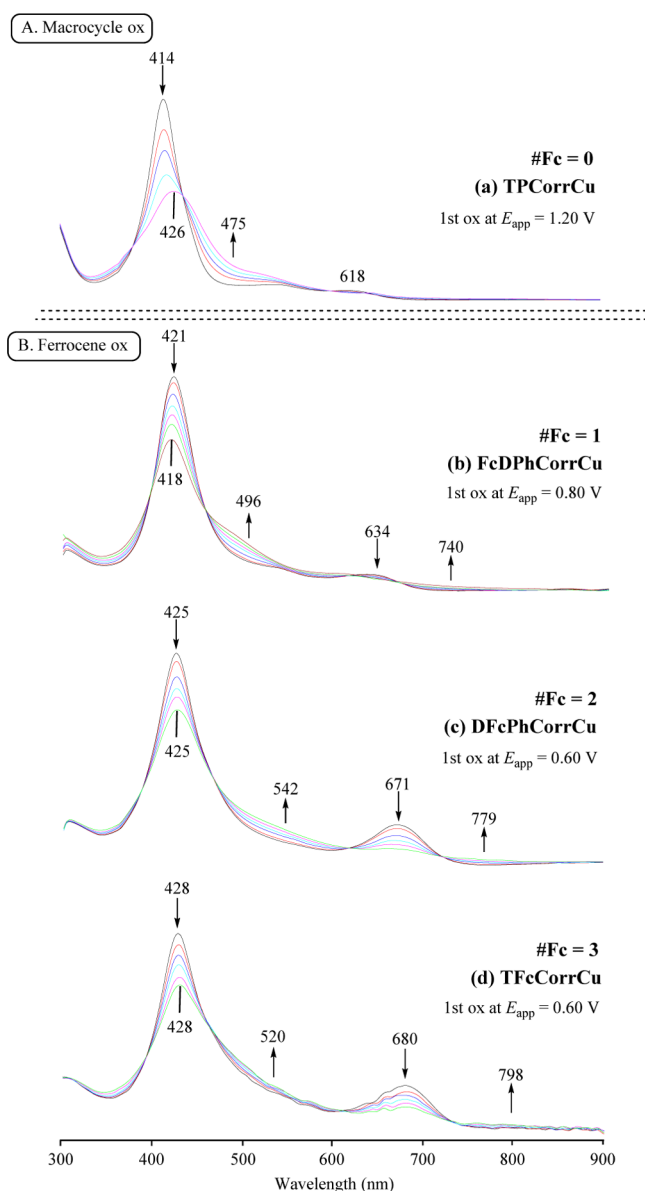 A. Macrocycle ox
414
#Fc = 0
(a) TPCorrCu
1st ox at Eapp = 1.20 V
426
475
618
B. Ferrocene ox
421
#Fc = 1
(b) FcDPhCorrCu
1st ox at Eapp = 0.80 V
418
496
634
740
425
#Fc = 2
(c) DFcPhCorrCu
1st ox at Eapp = 0.60 V
425
542
671
779
428
#Fc = 3
(d) TFcCorrCu
1st ox at Eapp = 0.60 V
428
520
680
798
300 400 500 600 700 800 900
Wavelength (nm)